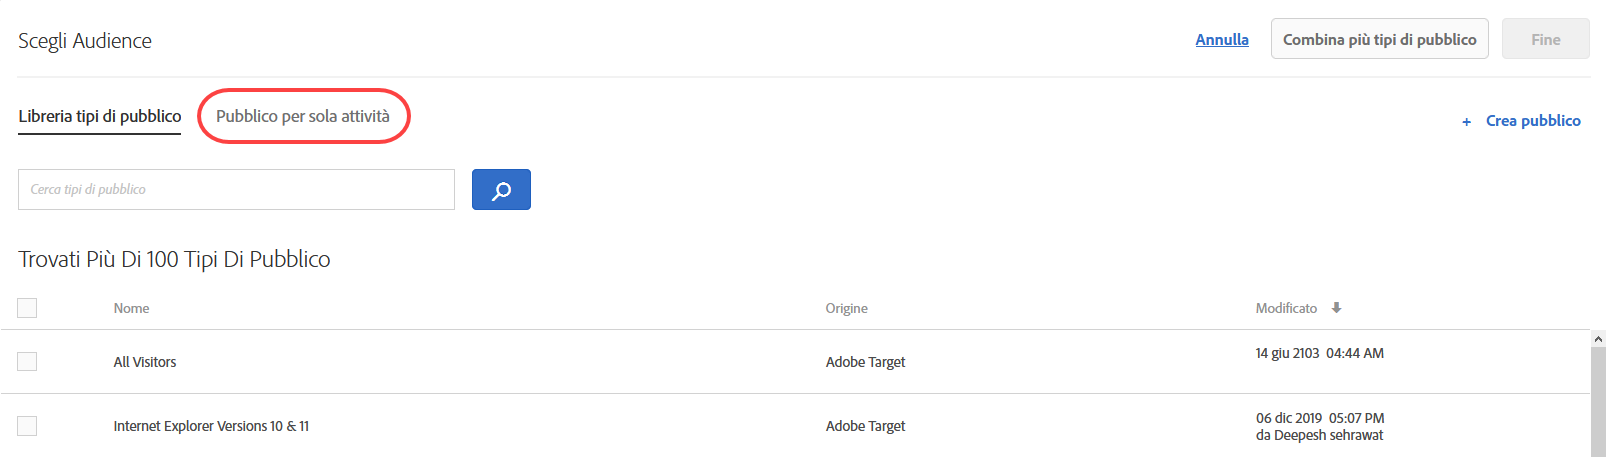 Scegli Audience
Annulla
Combina più tipi di pubblico
Fine
Libreria tipi di pubblico
Pubblico per sola attività
+ Crea pubblico
Cerca tipi di pubblico
Trovati Più Di 100 Tipi Di Pubblico
Nome
Origine
Modificato
All Visitors
Adobe Target
14 giu 2103 04:44 AM
Internet Explorer Versions 10 & 11
Adobe Target
06 dic 2019 05:07 PM
da Deepesh sehrawat